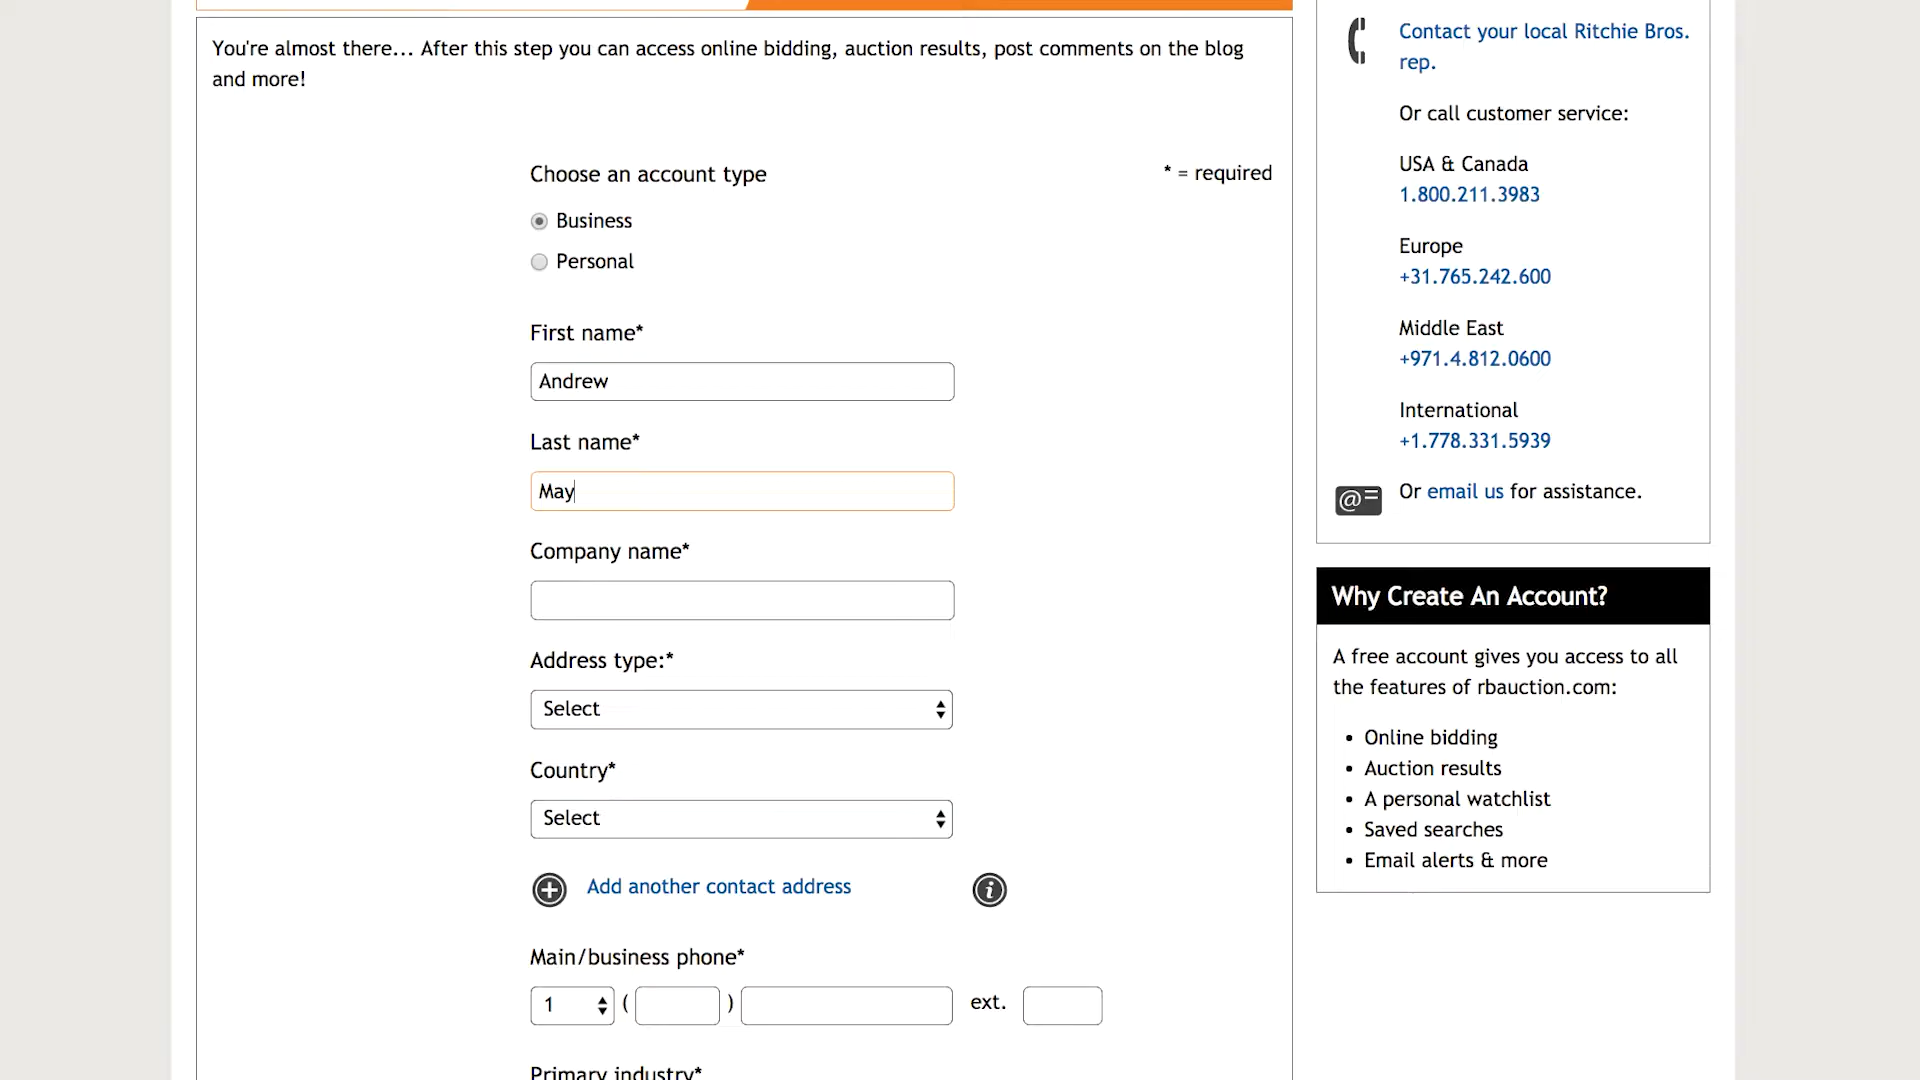 You're almost there... After this step you can access online bidding, auction results, post comments on the blog
and more!
Choose an account type
* = required
Business
Personal
First name*
Andrew
Last name*
May
Company name*
Address type:*
Select
Country*
Select
Add another contact address
Main/business phone*
1 ( ) ext.
Primary industry*
Contact your local Ritchie Bros.
rep.
Or call customer service:
USA & Canada
1.800.211.3983
Europe
+31.765.242.600
Middle East
+971.4.812.0600
International
+1.778.331.5939
Or email us for assistance.
Why Create An Account?
A free account gives you access to all
the features of rbauction.com:
• Online bidding
• Auction results
• A personal watchlist
• Saved searches
• Email alerts & more